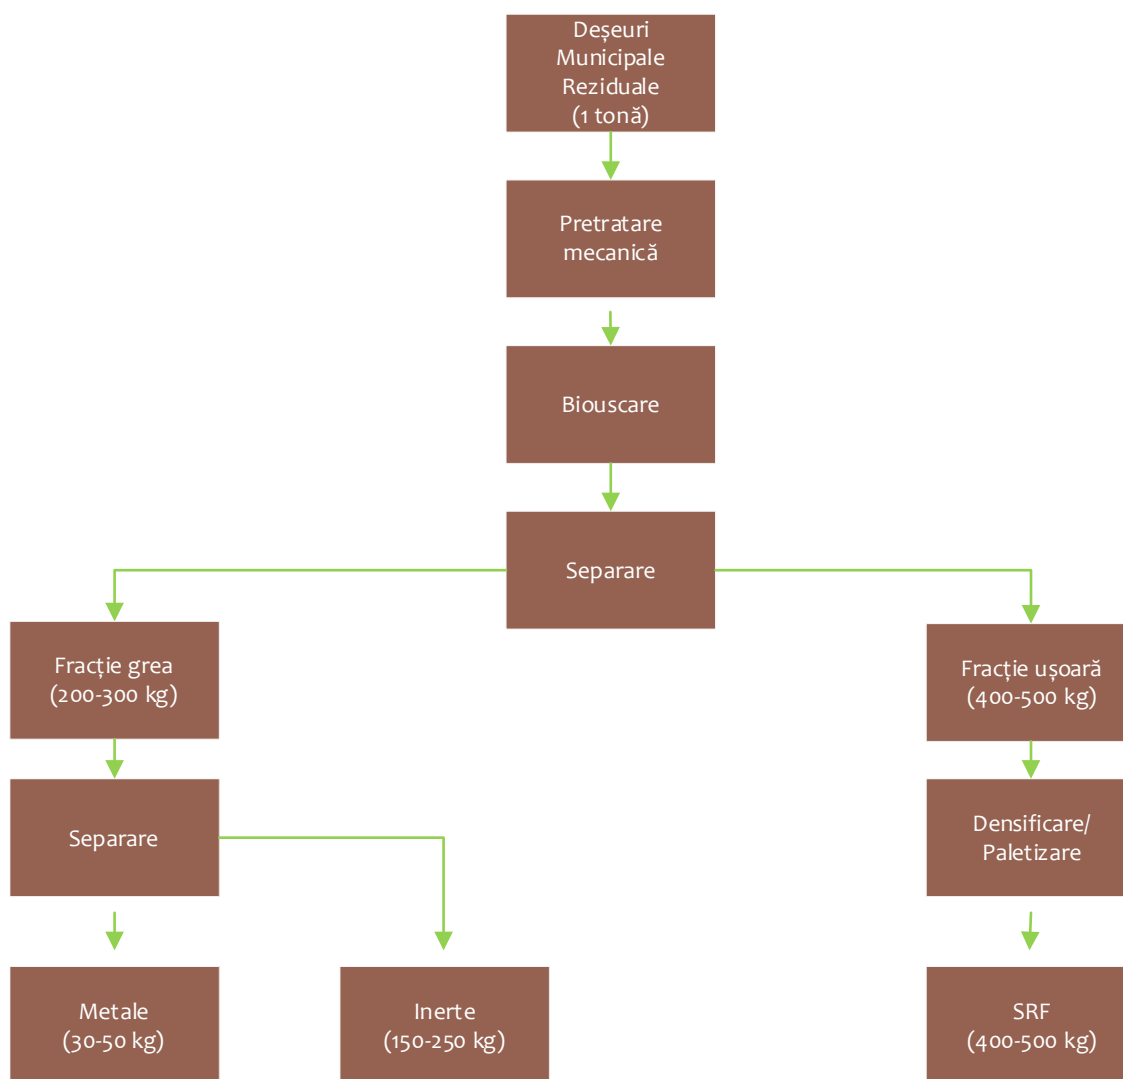 Deșeuri
Municipale
Reziduale
(1 tonă)
Pretratare
mecanică
Biouscare
Separare
Fracție grea
(200-300 kg)
Fracție ușoară
(400-500 kg)
Separare
Densificare/
Paletizare
Metale
(30-50 kg)
Inerte
(150-250 kg)
SRF
(400-500 kg)